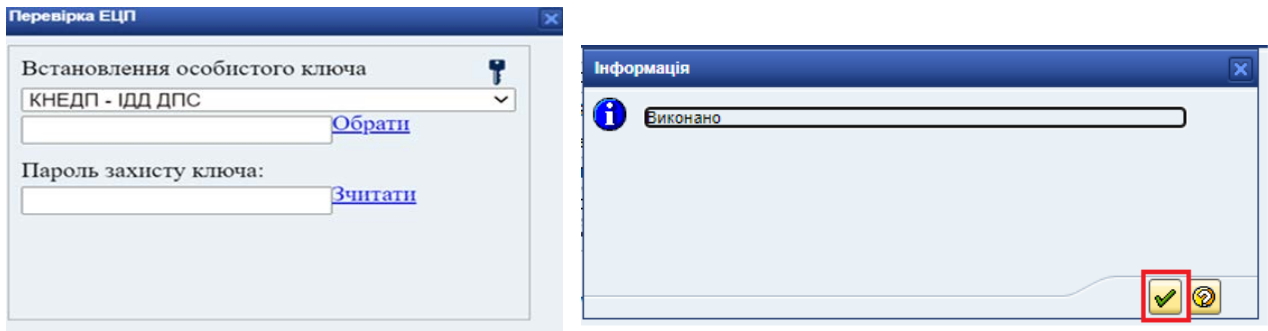 Перевірка ЕЦП
Встановлення особистого ключа
КНЕДП - ІДД ДПС
Обрати
Пароль захисту ключа:
Зчитати
Інформація
Виконано